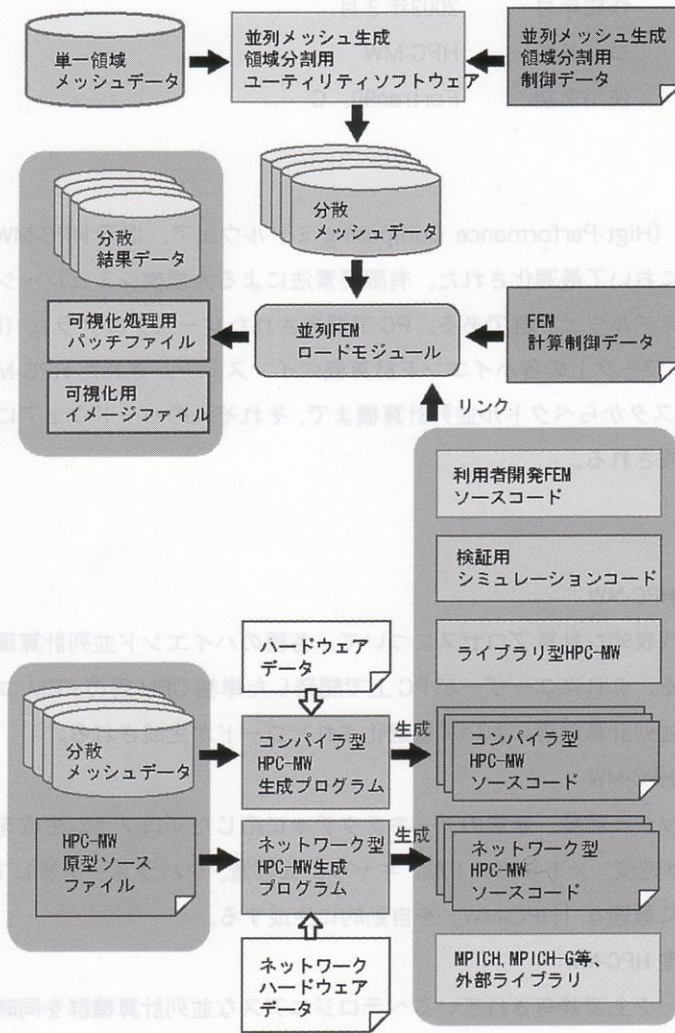 単一領域
メッシュデータ
並列メッシュ生成
領域分割用
ユーティリティソフトウェア
並列メッシュ生成
領域分割用
制御データ
分散
メッシュデータ
分散
結果データ
可視化処理用
パッチファイル
可視化用
イメージファイル
並列FEM
ロードモジュール
FEM
計算制御データ
リンク
利用者開発FEM
ソースコード
検証用
シミュレーションコード
ライブラリ型HPC-MW
ハードウェア
データ
分散
メッシュデータ
コンパイラ型
HPC-MW
生成プログラム
生成
コンパイラ型
HPC-MW
ソースコード
HPC-MW
原型ソース
ファイル
ネットワーク型
HPC-MW生成
プログラム
生成
ネットワーク型
HPC-MW
ソースコード
ネットワーク
ハードウェア
データ
MPICH, MPICH-G等、
外部ライブラリ